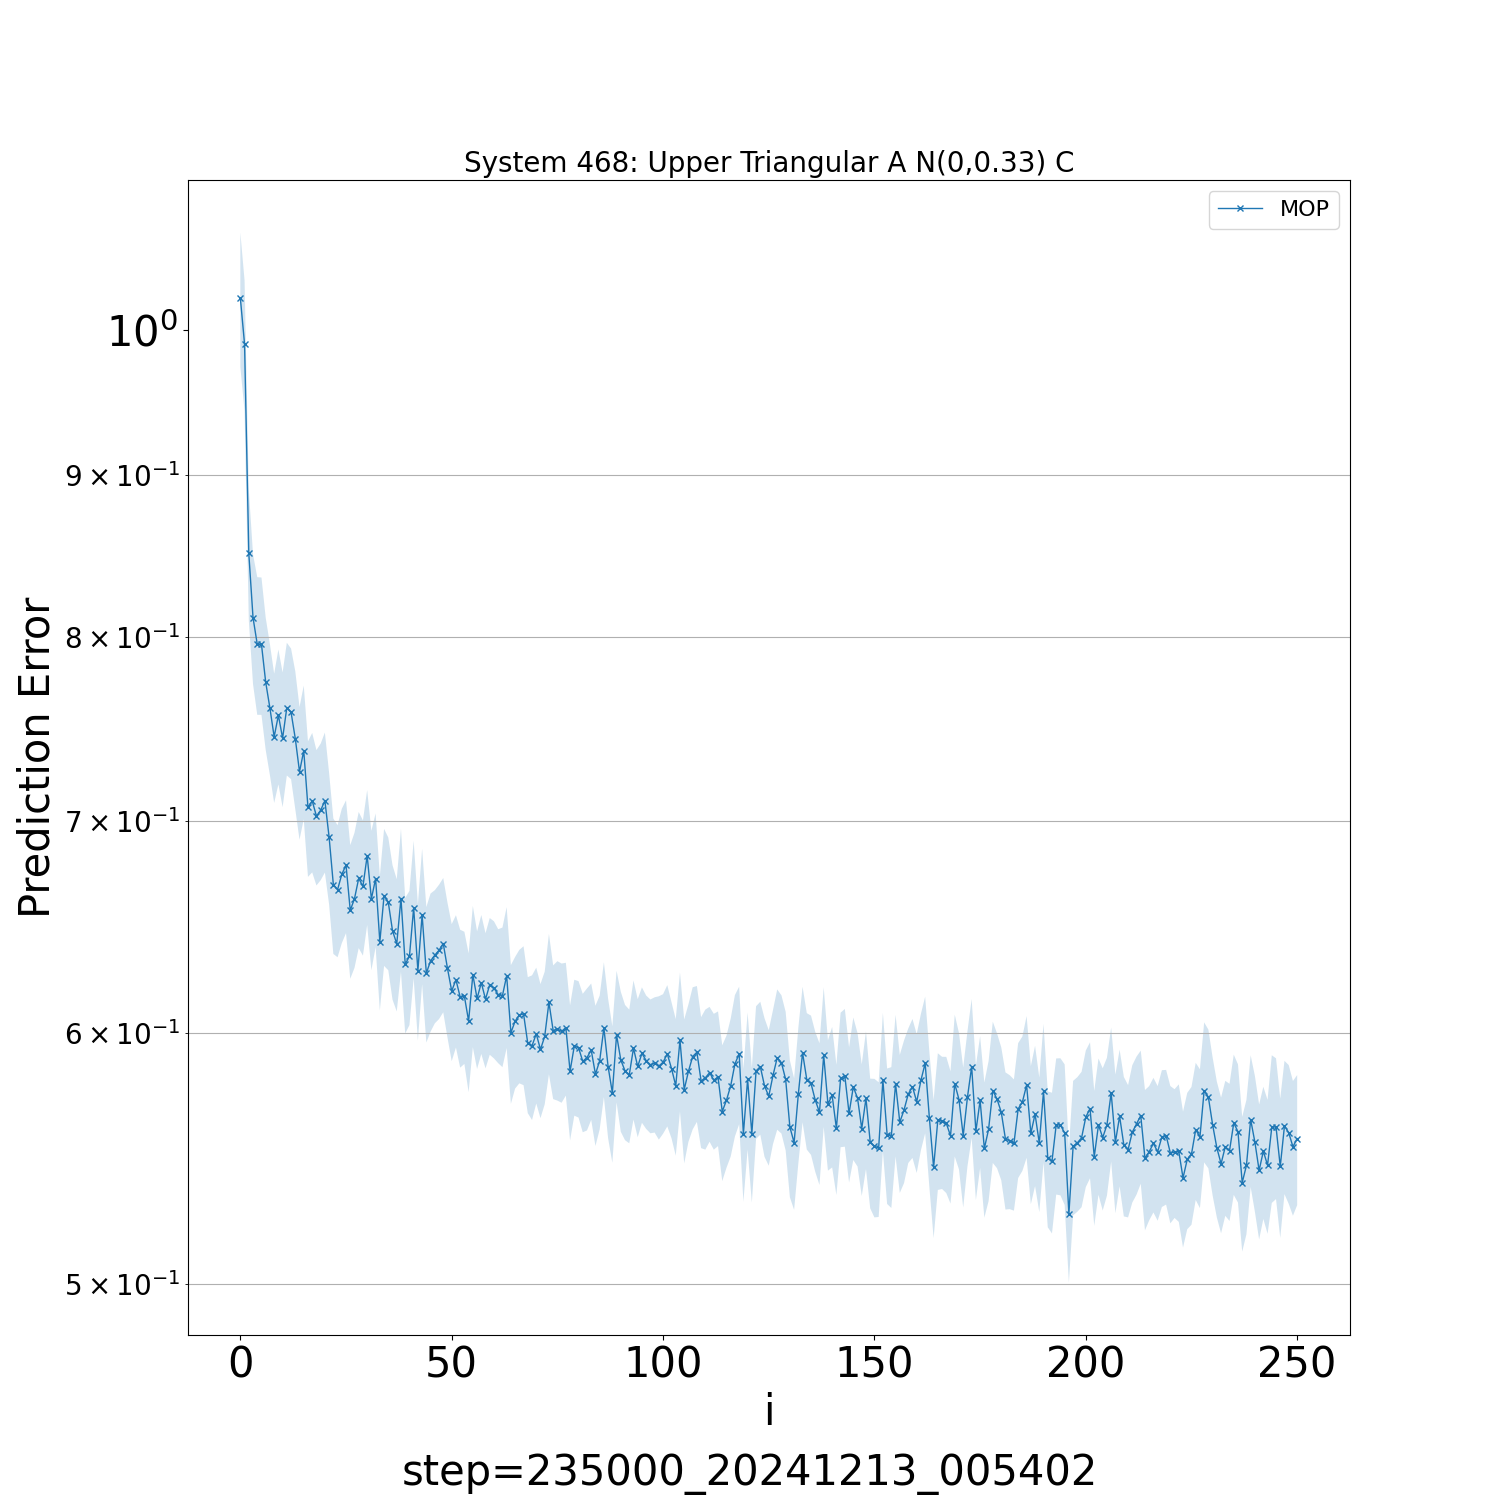 System 468: Upper Triangular A N(0,0.33) C
MOP
10⁰
9 × 10⁻¹
8 × 10⁻¹
7 × 10⁻¹
6 × 10⁻¹
5 × 10⁻¹
Prediction Error
0 50 100 150 200 250
i
step=235000_20241213_005402